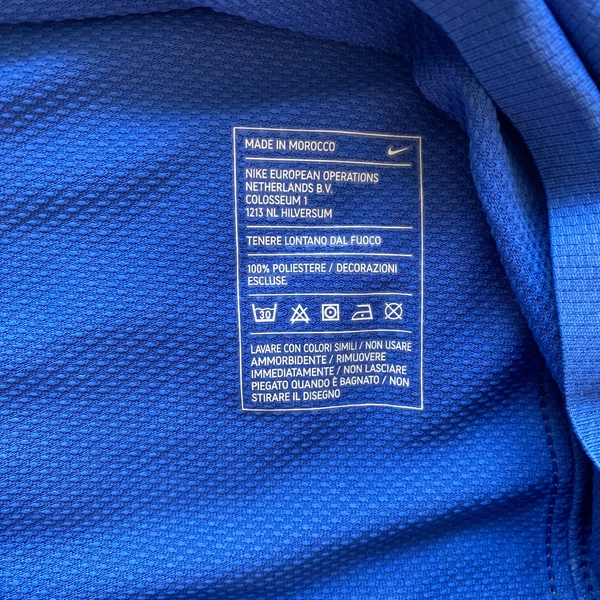 MADE IN MOROCCO
NIKE EUROPEAN OPERATIONS
NETHERLANDS B.V.
COLOSSEUM 1
1213 NL HILVERSUM
TENERE LONTANO DAL FUOCO
100% POLIESTERE / DECORAZIONI
ESCLUSE
30
LAVARE CON COLORI SIMILI / NON USARE
AMMORBIDENTE / RIMUOVERE
IMMEDIATAMENTE / NON LASCIARE
PIEGATO QUANDO È BAGNATO / NON
STIRARE IL DISEGNO